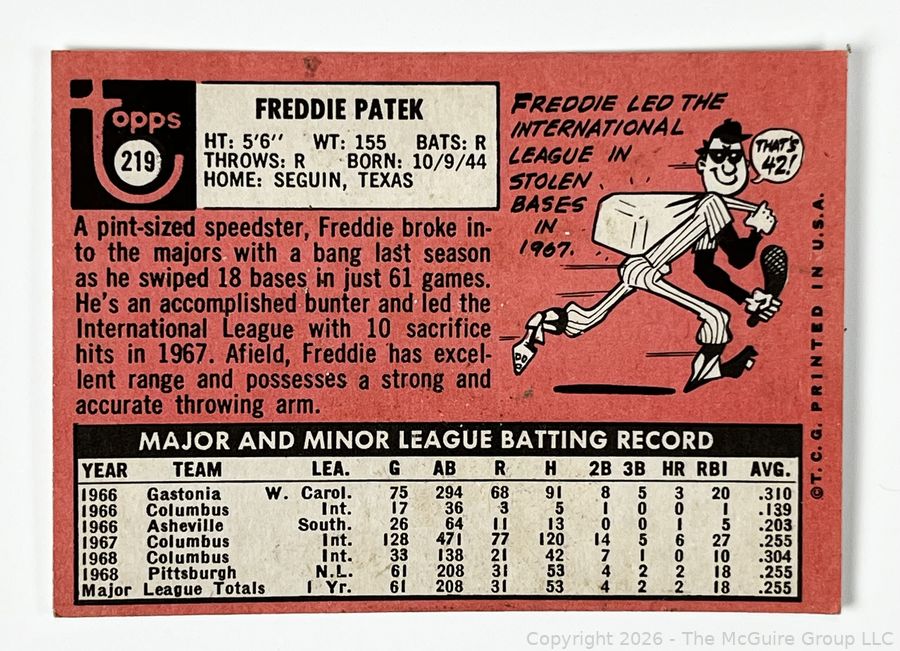 Topps
219
FREDDIE PATEK
HT: 5'6" WT: 155 BATS: R
THROWS: R BORN: 10/9/44
HOME: SEGUIN, TEXAS
A pint-sized speedster, Freddie broke in-
to the majors with a bang last season
as he swiped 18 bases in just 61 games.
He's an accomplished bunter and led the
International League with 10 sacrifice
hits in 1967. Afield, Freddie has excel-
lent range and possesses a strong and
accurate throwing arm.
FREDDIE LED THE
INTERNATIONAL
LEAGUE IN
STOLEN
BASES
IN
1967.
THAT'S
42!
©T.C.G. PRINTED IN U.S.A.
MAJOR AND MINOR LEAGUE BATTING RECORD
YEAR TEAM LEA. G AB R H 2B 3B HR RBI AVG.
1966 Gastonia W. Carol. 75 294 68 91 8 5 3 20 .310
1966 Columbus Int. 17 36 3 5 1 0 0 1 .139
1966 Asheville South. 26 64 11 13 0 0 1 5 .203
1967 Columbus Int. 128 471 77 120 14 5 6 27 .255
1968 Columbus Int. 33 138 21 42 7 1 0 10 .304
1968 Pittsburgh N.L. 61 208 31 53 4 2 2 18 .255
Major League Totals 1 Yr. 61 208 31 53 4 2 2 18 .255
Copyright 2026 - The McGuire Group LLC